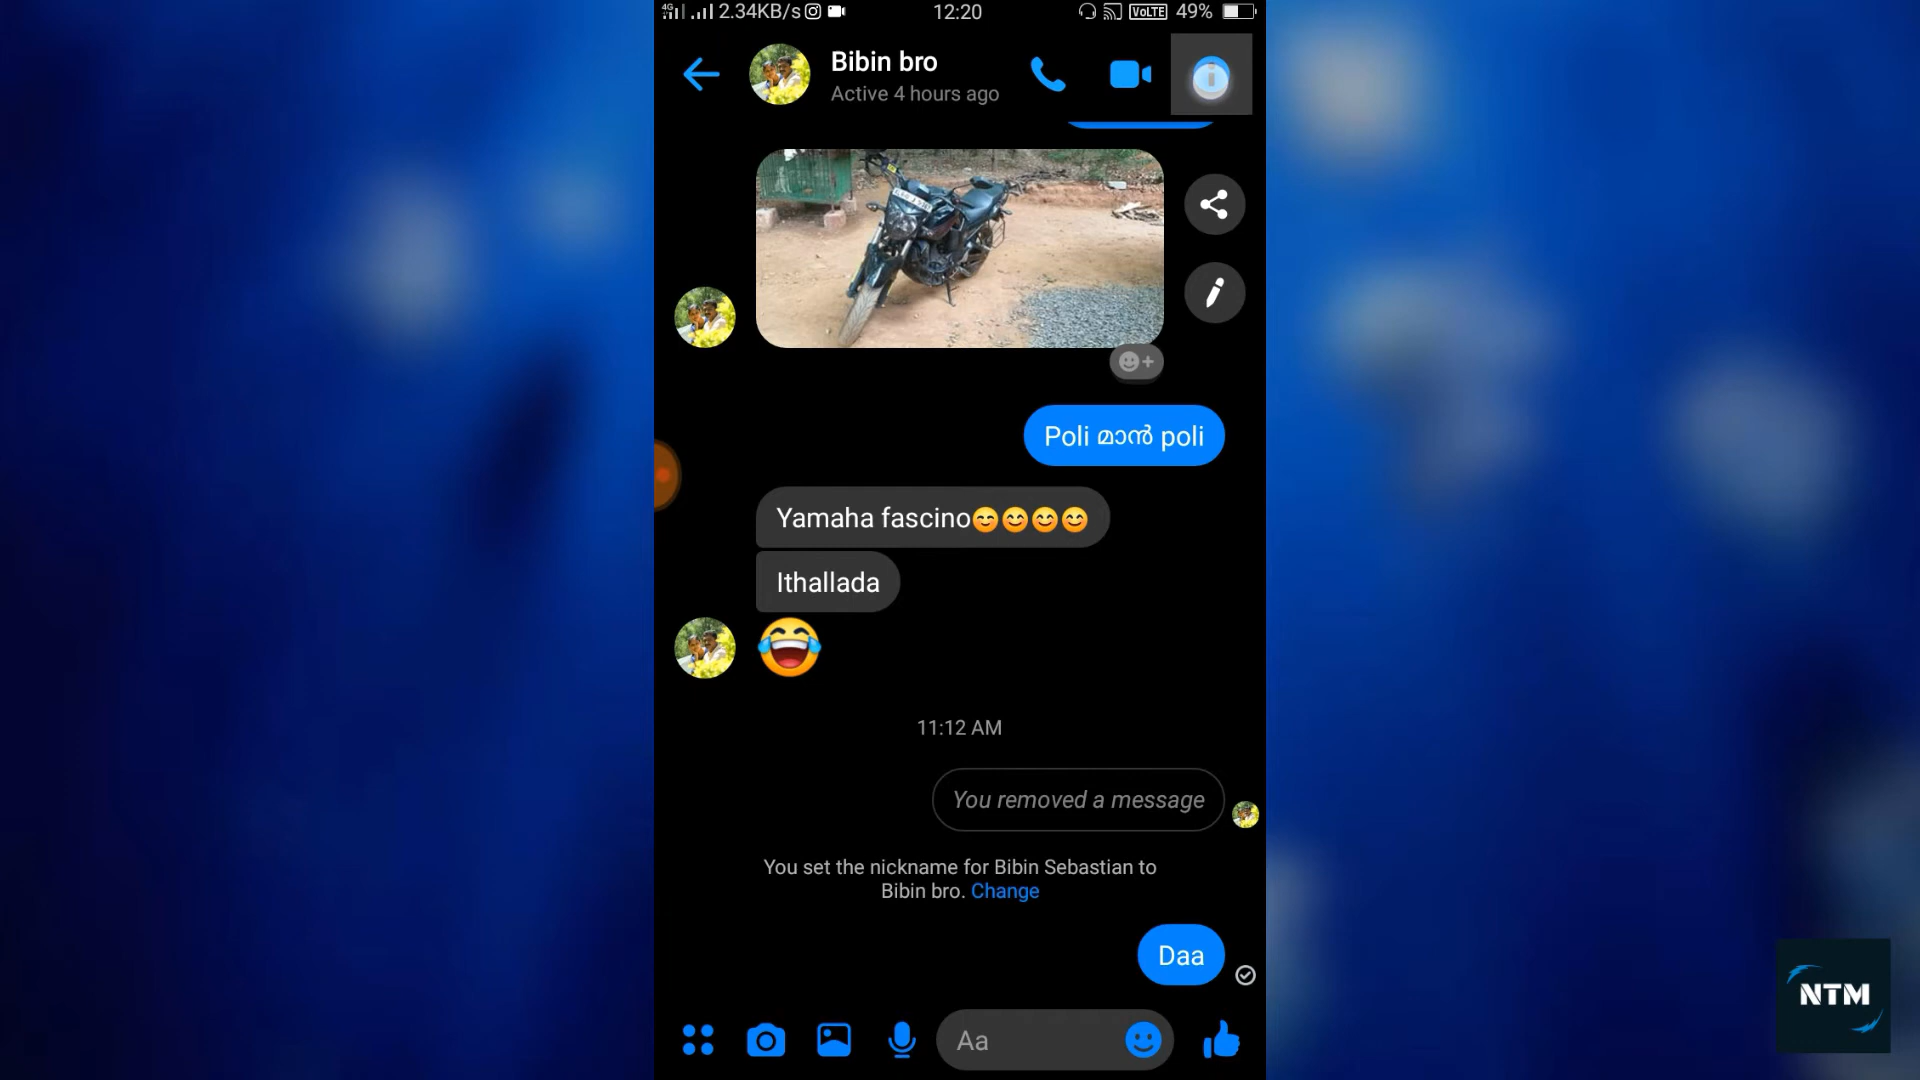 2.34KB/s 12:20 VoLTE 49%
Bibin bro
Active 4 hours ago
Poli മാൻ poli
Yamaha fascino😊😊😊😊
Ithallada
😂
11:12 AM
You removed a message
You set the nickname for Bibin Sebastian to
Bibin bro. Change
Daa
Aa
NTM